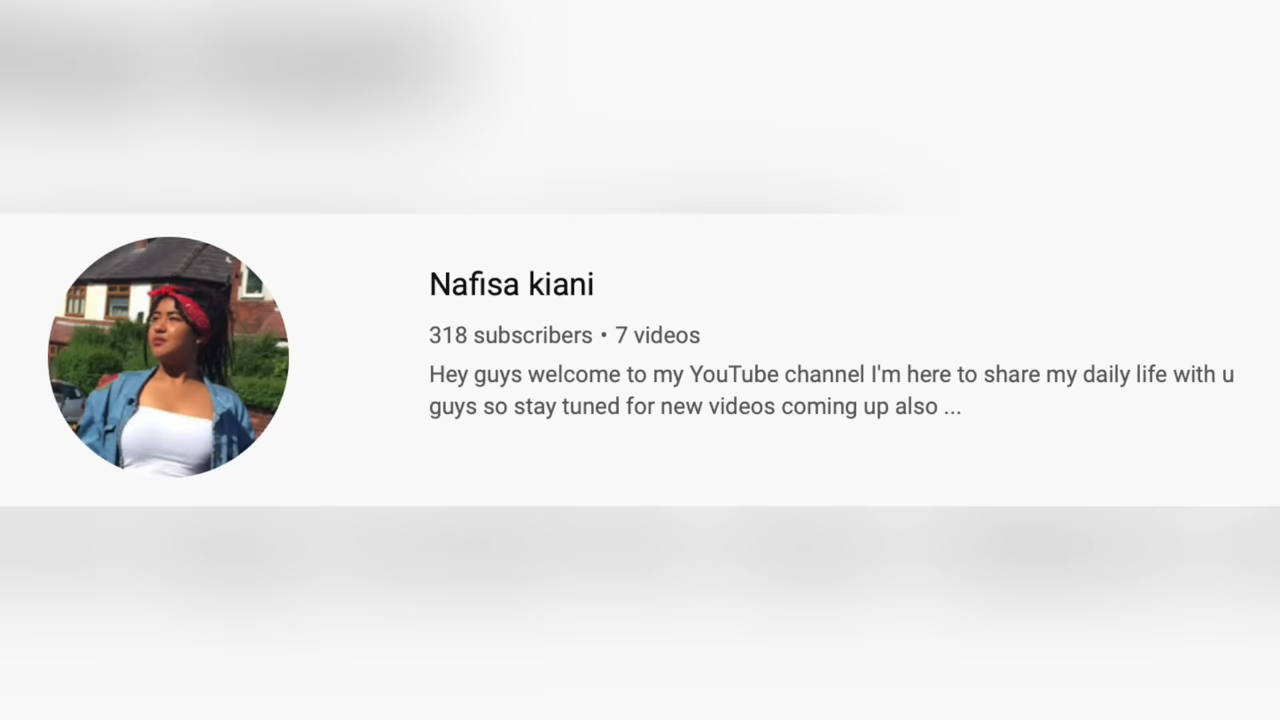 Nafisa kiani
318 subscribers • 7 videos
Hey guys welcome to my YouTube channel I'm here to share my daily life with u
guys so stay tuned for new videos coming up also ...